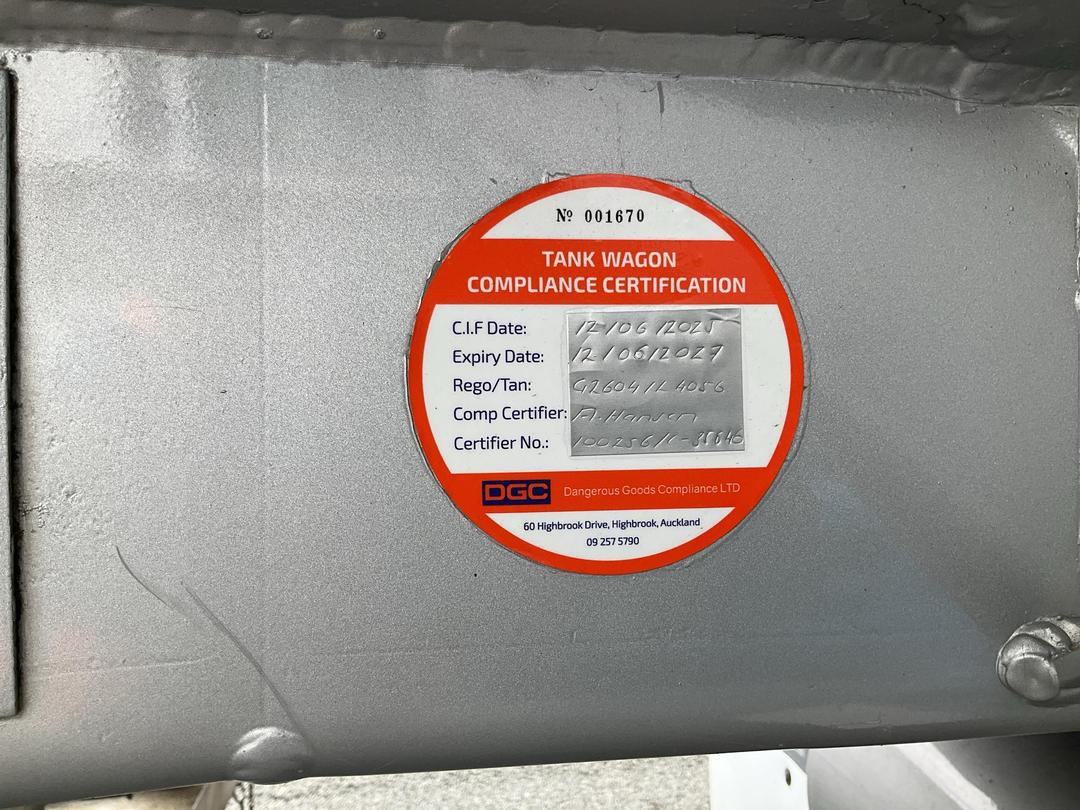 Nº 001670
TANK WAGON
COMPLIANCE CERTIFICATION
C.I.F Date: 12/06/2025
Expiry Date: 12/06/2027
Rego/Tan:
Comp Certifier: A. Hansen
Certifier No.:
DGC Dangerous Goods Compliance LTD
60 Highbrook Drive, Highbrook, Auckland
09 257 5790